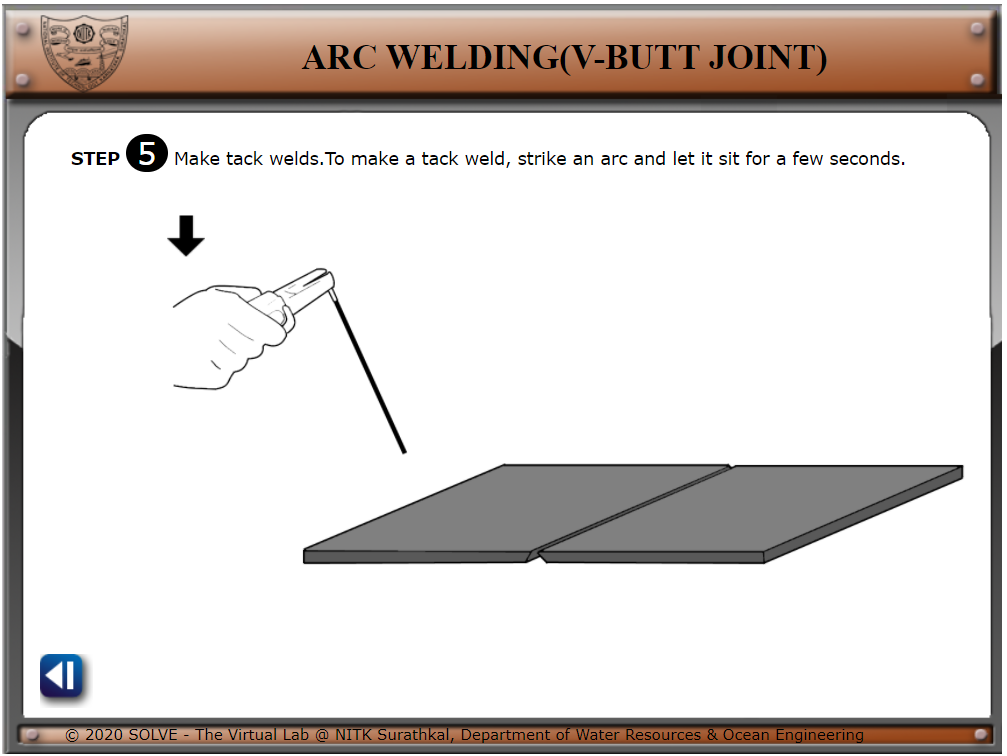 ARC WELDING(V-BUTT JOINT)
STEP 5 Make tack welds.To make a tack weld, strike an arc and let it sit for a few seconds.
© 2020 SOLVE - The Virtual Lab @ NITK Surathkal, Department of Water Resources & Ocean Engineering